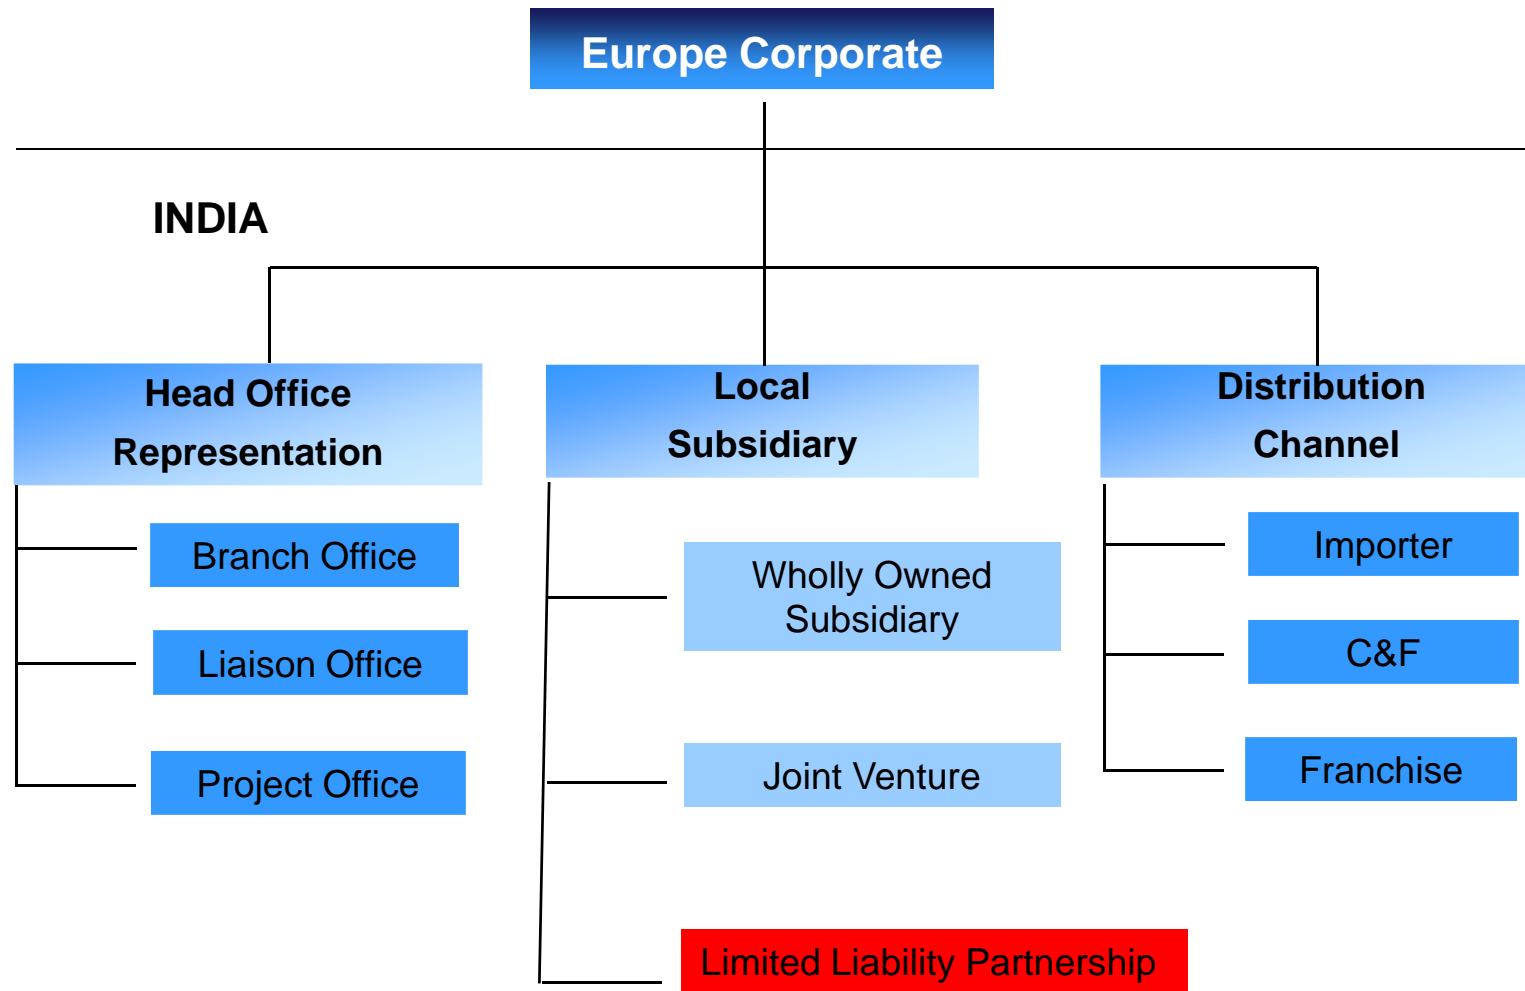 Europe Corporate
INDIA
Head Office
Representation
Branch Office
Liaison Office
Project Office
Local
Subsidiary
Wholly Owned
Subsidiary
Joint Venture
Limited Liability Partnership
Distribution
Channel
Importer
C&F
Franchise